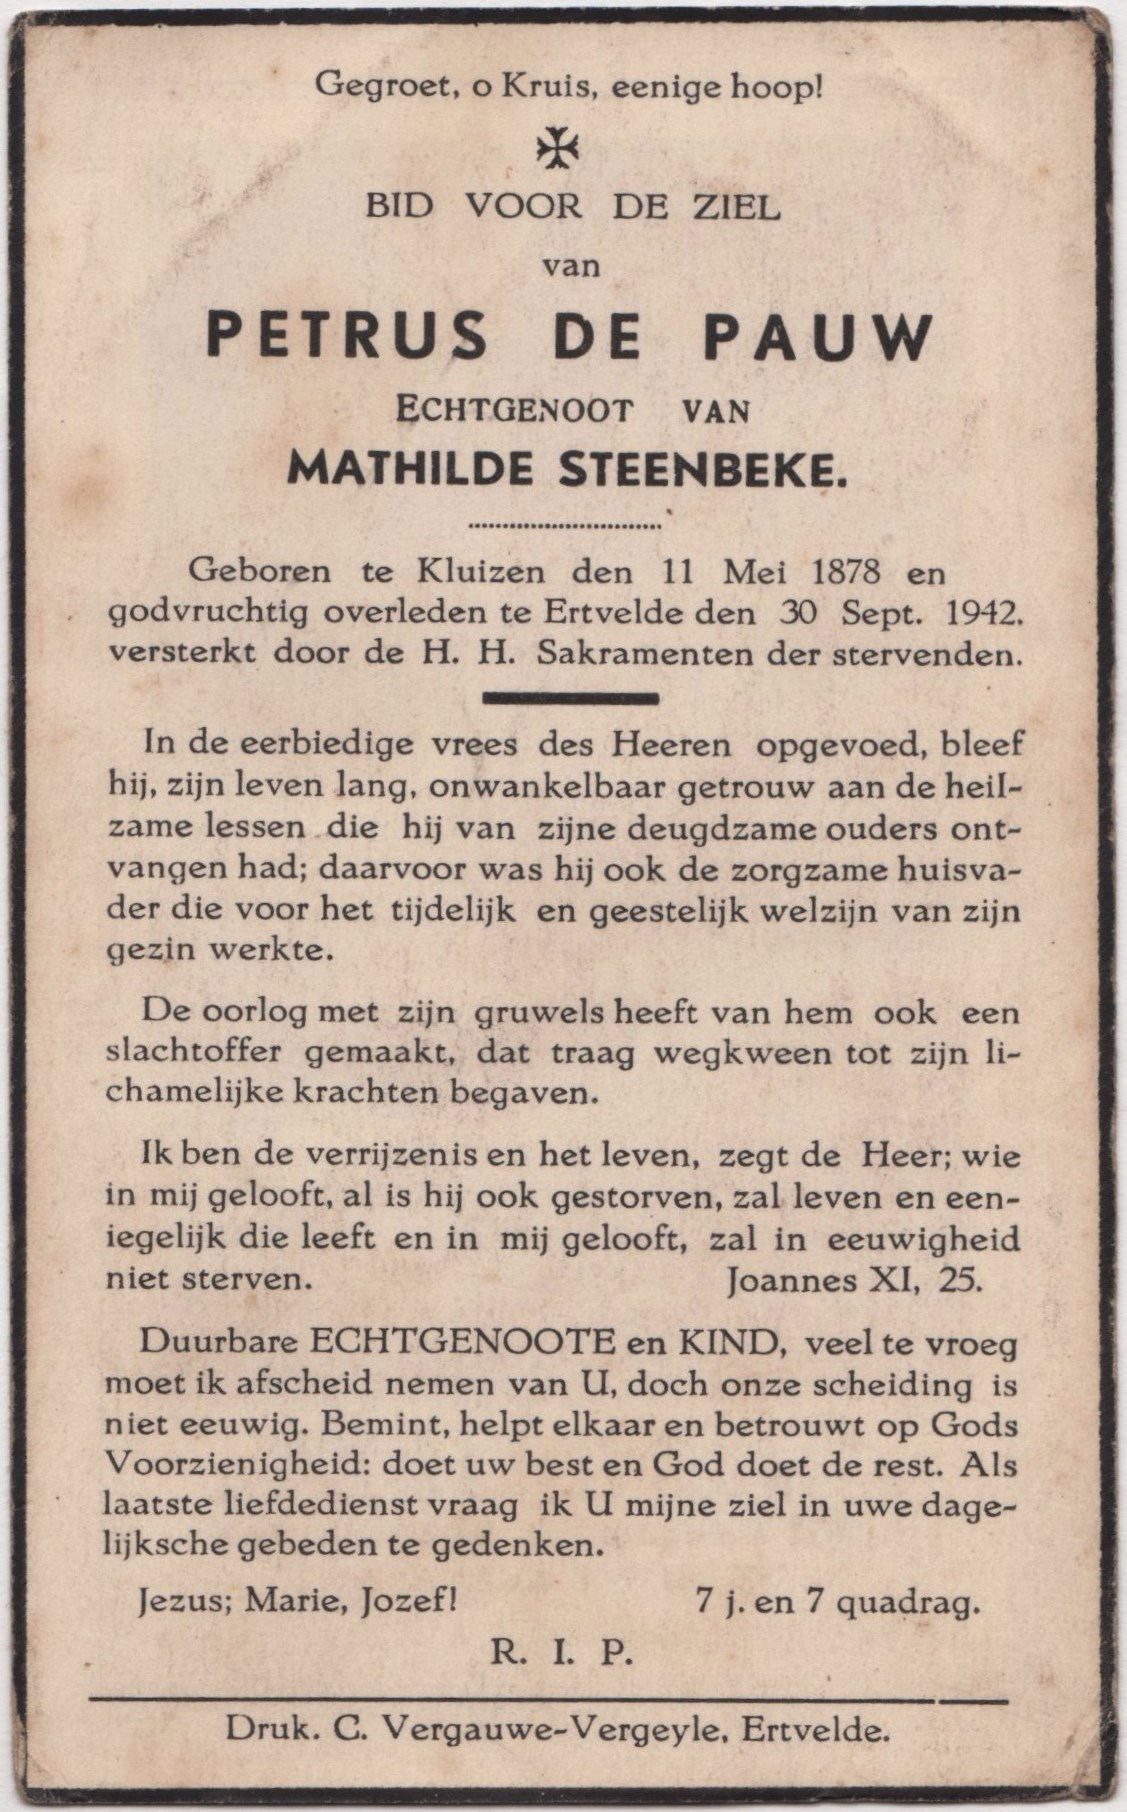 Gegroet, o Kruis, eenige hoop!
BID VOOR DE ZIEL
van
PETRUS DE PAUW
ECHTGENOOT VAN
MATHILDE STEENBEKE.
Geboren te Kluizen den 11 Mei 1878 en
godvruchtig overleden te Ertvelde den 30 Sept. 1942.
versterkt door de H. H. Sakramenten der stervenden.
In de eerbiedige vrees des Heeren opgevoed, bleef
hij, zijn leven lang, onwankelbaar getrouw aan de heil-
zame lessen die hij van zijne deugdzame ouders ont-
vangen had; daarvoor was hij ook de zorgzame huisva-
der die voor het tijdelijk en geestelijk welzijn van zijn
gezin werkte.
De oorlog met zijn gruwels heeft van hem ook een
slachtoffer gemaakt, dat traag wegkween tot zijn li-
chamelijke krachten begaven.
Ik ben de verrijzenis en het leven, zegt de Heer; wie
in mij gelooft, al is hij ook gestorven, zal leven en een-
iegelijk die leeft en in mij gelooft, zal in eeuwigheid
niet sterven. Joannes XI, 25.
Duurbare ECHTGENOOTE en KIND, veel te vroeg
moet ik afscheid nemen van U, doch onze scheiding is
niet eeuwig. Bemint, helpt elkaar en betrouwt op Gods
Voorzienigheid: doet uw best en God doet de rest. Als
laatste liefdedienst vraag ik U mijne ziel in uwe dage-
lijksche gebeden te gedenken.
Jezus; Marie, Jozef! 7 j. en 7 quadrag.
R. I. P.
Druk. C. Vergauwe-Vergeyle, Ertvelde.